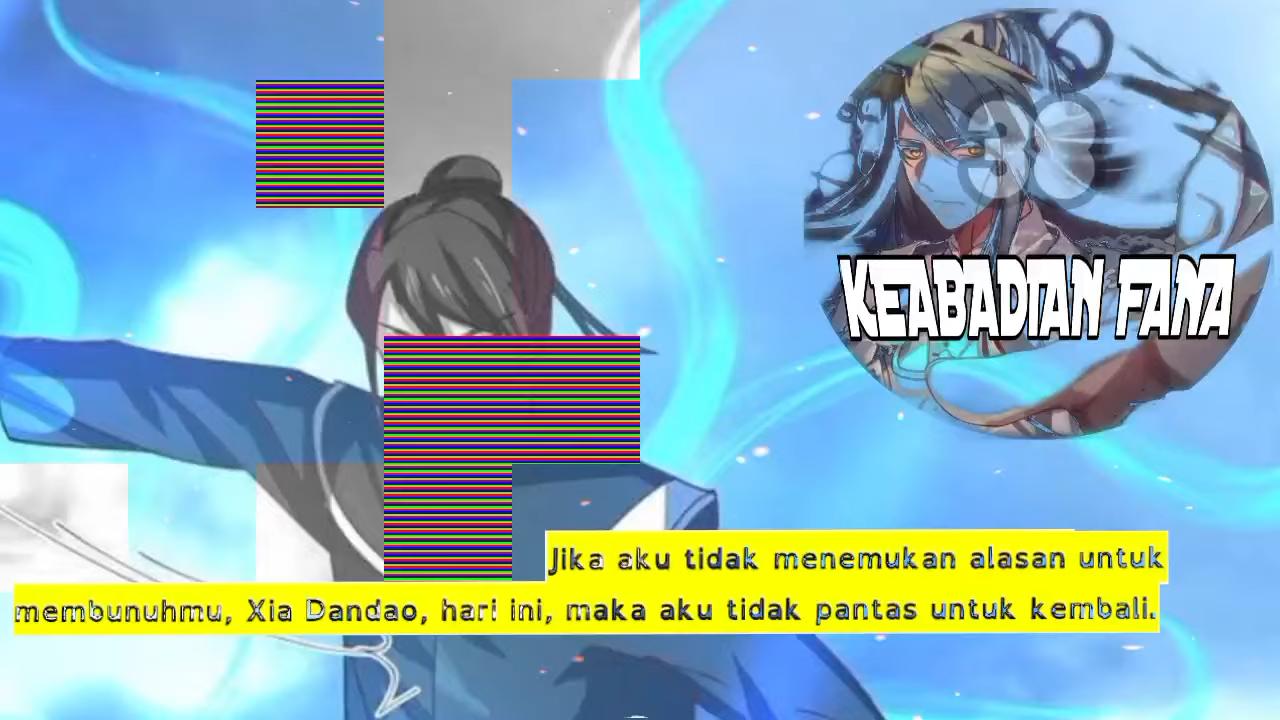 38
KEABADIAN FANA
Jika aku tidak menemukan alasan untuk
membunuhmu, Xia Dandao, hari ini, maka aku tidak pantas untuk kembali.